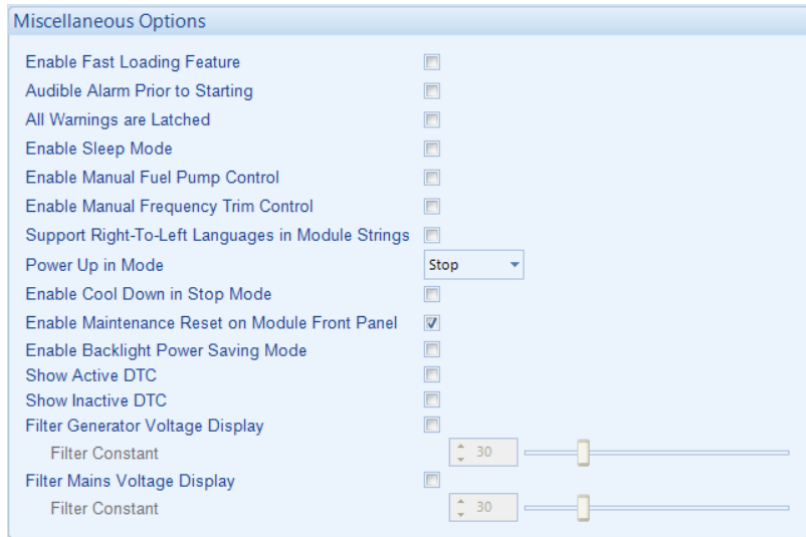 Miscellaneous Options
Enable Fast Loading Feature
Audible Alarm Prior to Starting
All Warnings are Latched
Enable Sleep Mode
Enable Manual Fuel Pump Control
Enable Manual Frequency Trim Control
Support Right-To-Left Languages in Module Strings
Power Up in Mode Stop
Enable Cool Down in Stop Mode
Enable Maintenance Reset on Module Front Panel
Enable Backlight Power Saving Mode
Show Active DTC
Show Inactive DTC
Filter Generator Voltage Display
Filter Constant 30
Filter Mains Voltage Display
Filter Constant 30